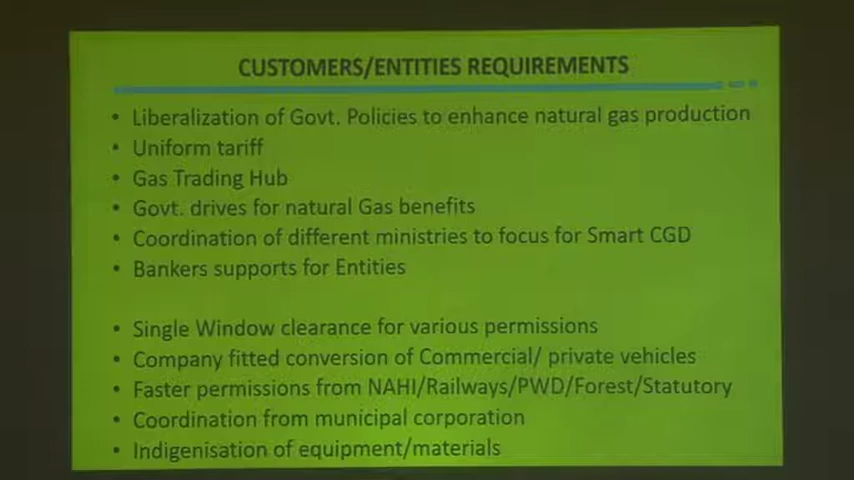 CUSTOMERS/ENTITIES REQUIREMENTS
• Liberalization of Govt. Policies to enhance natural gas production
• Uniform tariff
• Gas Trading Hub
• Govt. drives for natural Gas benefits
• Coordination of different ministries to focus for Smart CGD
• Bankers supports for Entities
• Single Window clearance for various permissions
• Company fitted conversion of Commercial/ private vehicles
• Faster permissions from NAHI/Railways/PWD/Forest/Statutory
• Coordination from municipal corporation
• Indigenisation of equipment/materials